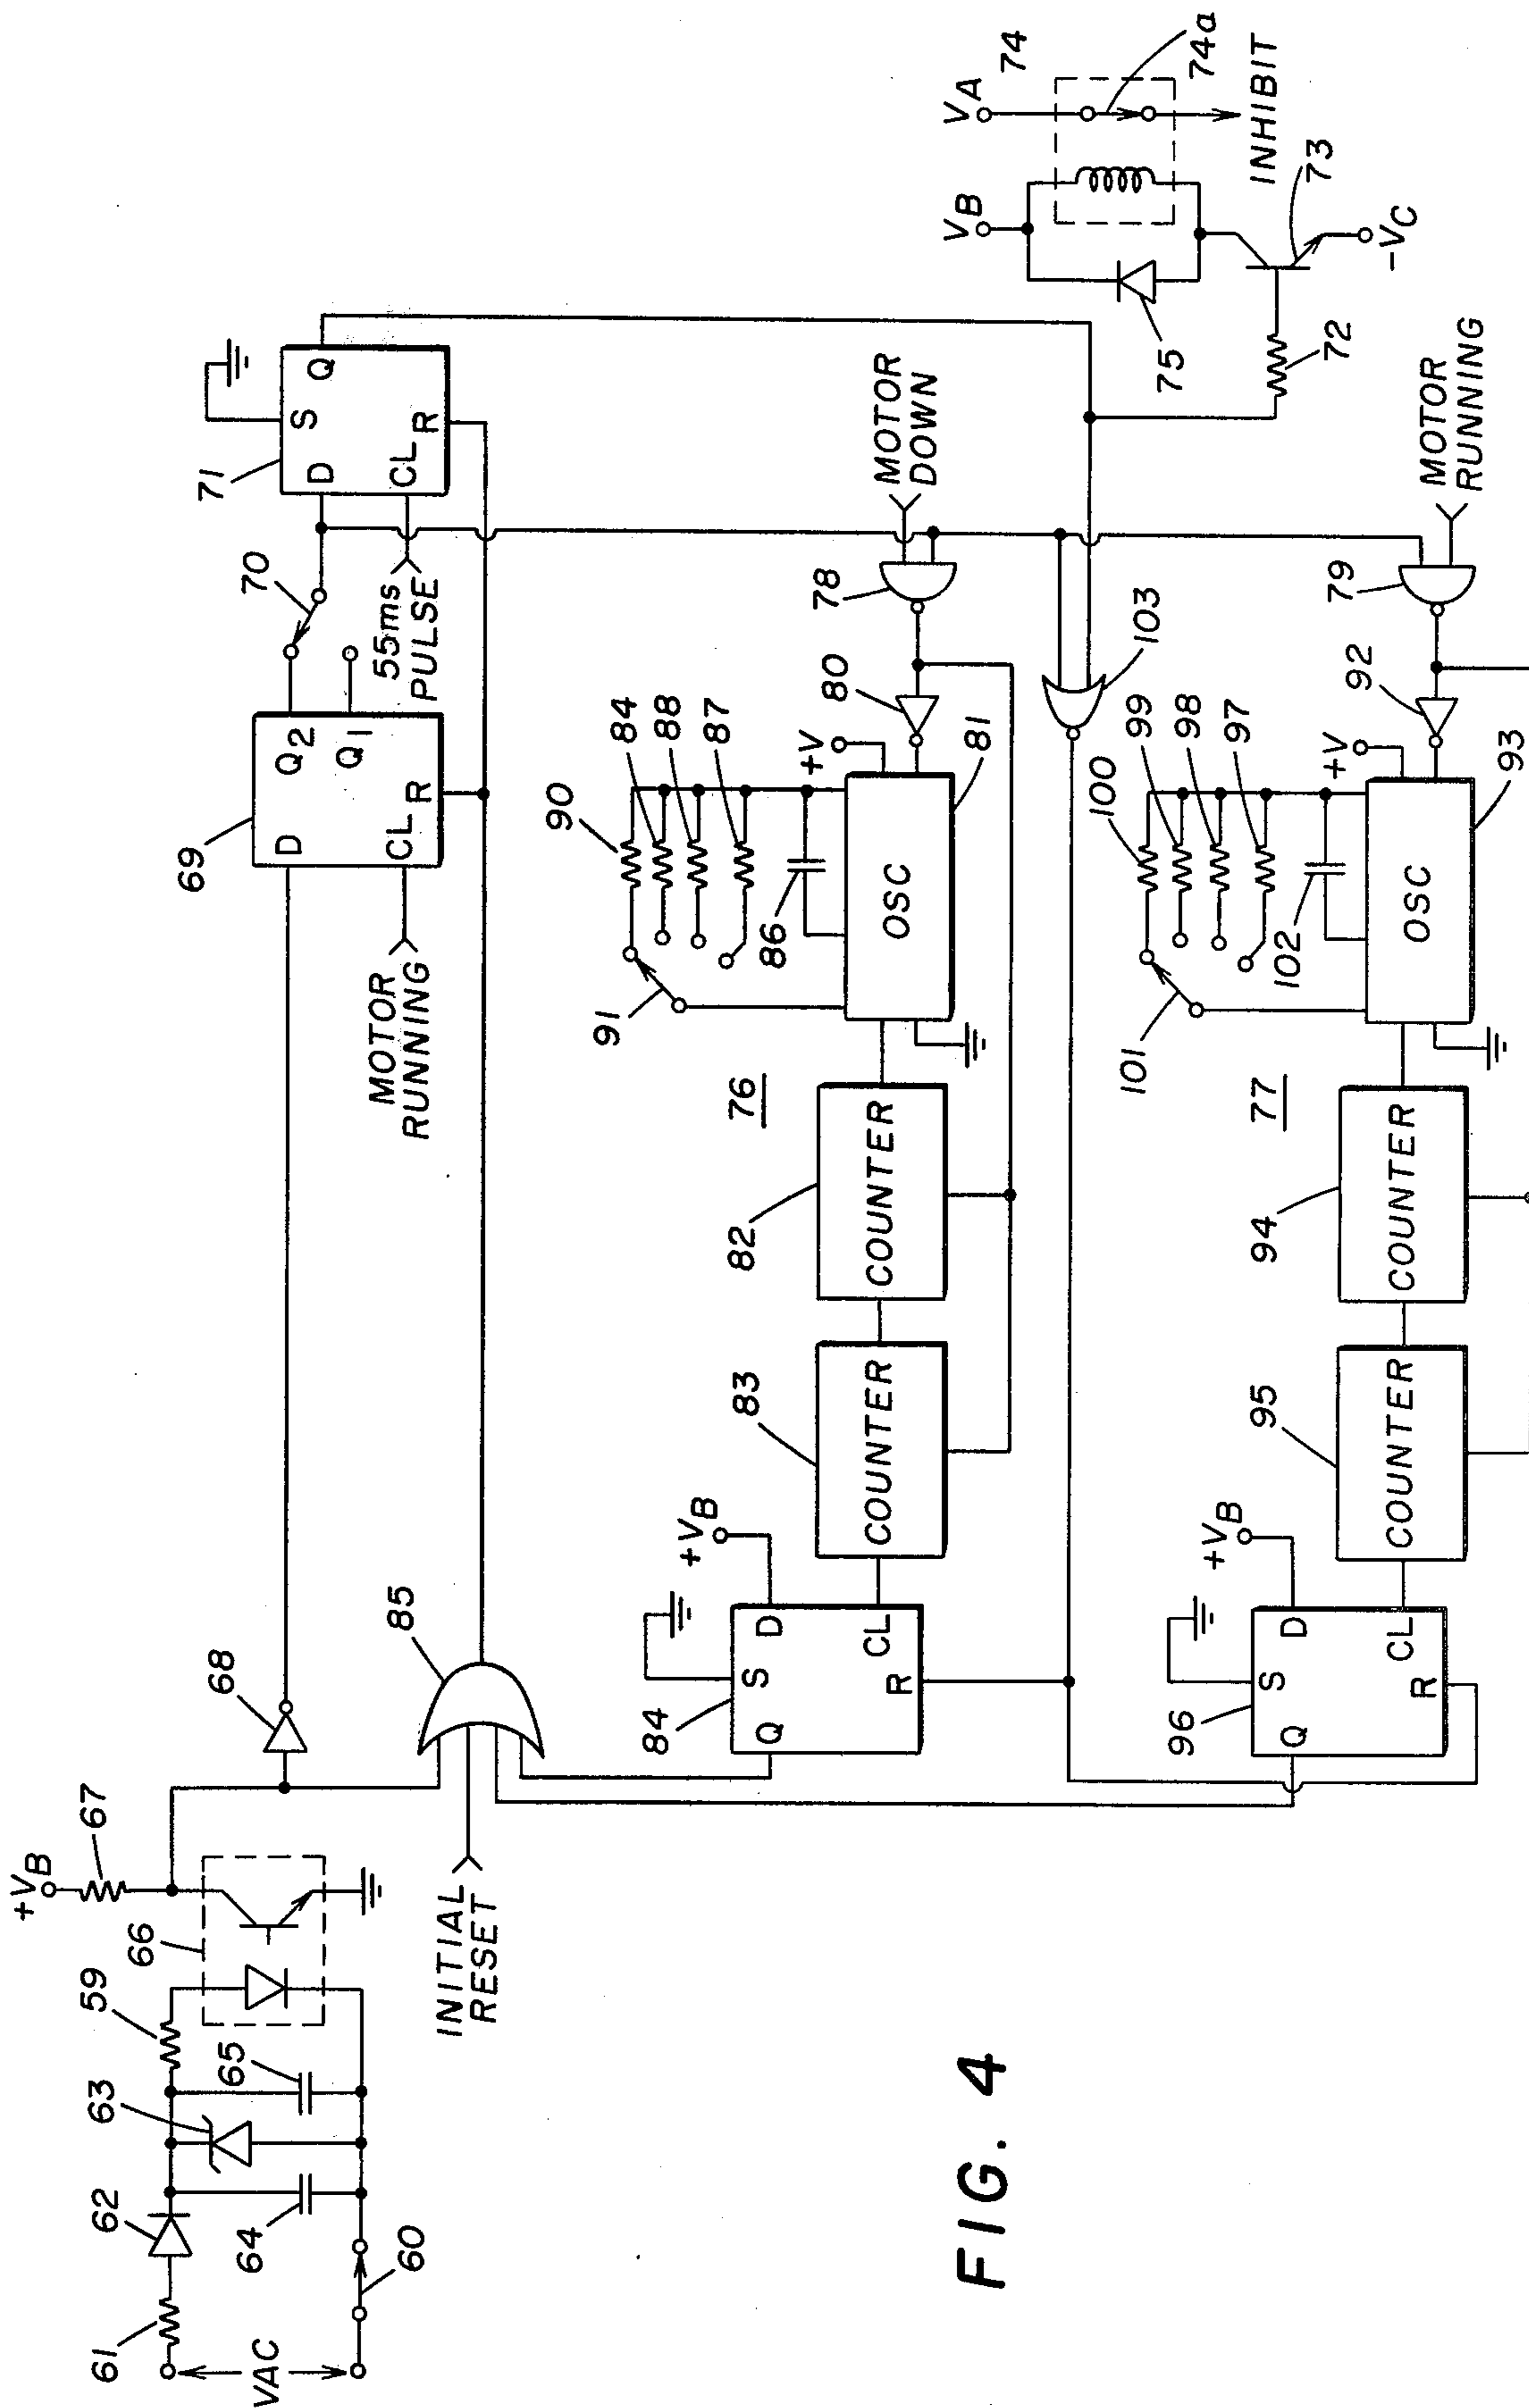 +VB
67
66
59
65
63
62
64
61
60
VAC
INITIAL
RESET
68
85
69
D
Q2
Q1
CL
R
MOTOR
RUNNING
70
55ms
PULSE
71
D
S
Q
CL
R
VB
VA
74
74a
INHIBIT
75
73
72
-VC
MOTOR
DOWN
78
80
+V
81
OSC
90
84
88
87
86
91
76
82
COUNTER
83
COUNTER
+VB
84
S
D
Q
CL
R
103
MOTOR
RUNNING
79
92
+V
93
OSC
100
99
98
97
102
101
77
94
COUNTER
95
COUNTER
+VB
96
S
D
Q
CL
R
FIG. 4